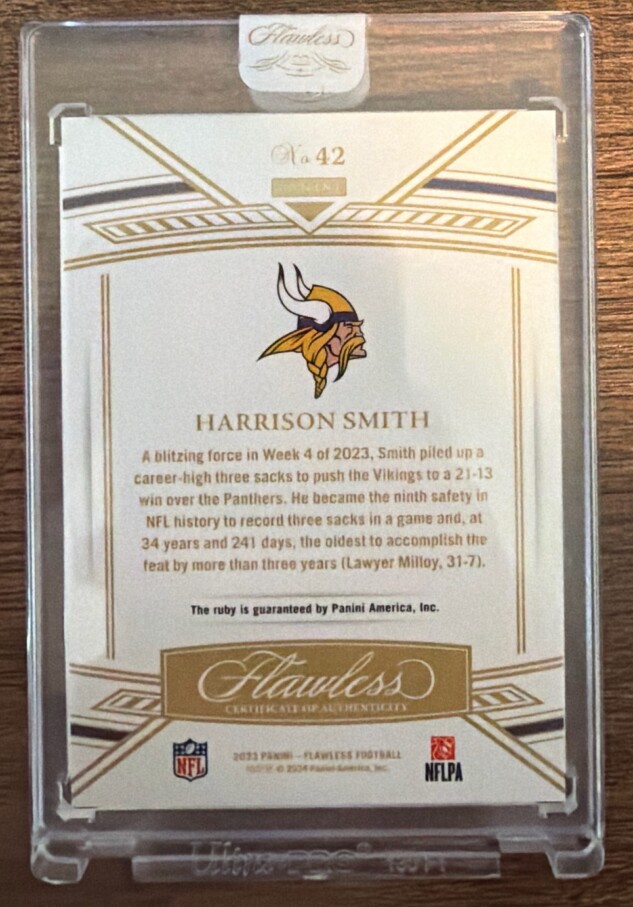 Flawless
No 42
PANINI
HARRISON SMITH
A blitzing force in Week 4 of 2023, Smith piled up a
career-high three sacks to push the Vikings to a 21-13
win over the Panthers. He became the ninth safety in
NFL history to record three sacks in a game and, at
34 years and 241 days, the oldest to accomplish the
feat by more than three years (Lawyer Milloy, 31-7).
The ruby is guaranteed by Panini America, Inc.
Flawless
CERTIFICATE OF AUTHENTICITY
NFL
2023 PANINI – FLAWLESS FOOTBALL
© 2024 Panini America, Inc.
NFLPA
Ultra PRO